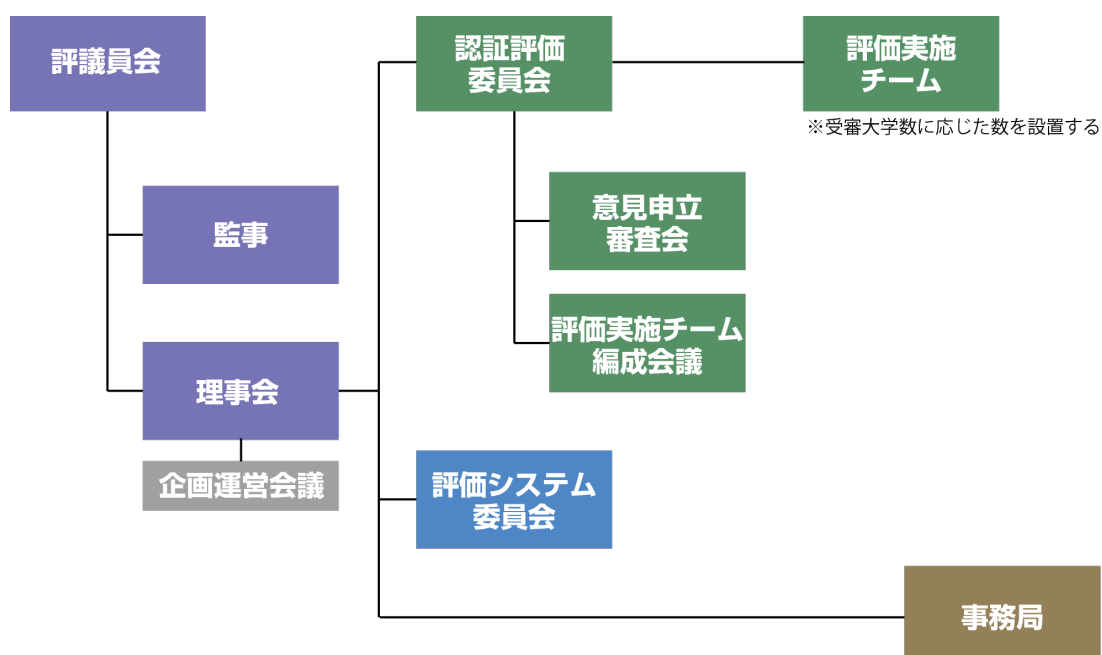 評議員会
認証評価
委員会
評価実施
チーム
※受審大学数に応じた数を設置する
監事
意見申立
審査会
評価実施チーム
編成会議
理事会
企画運営会議
評価システム
委員会
事務局